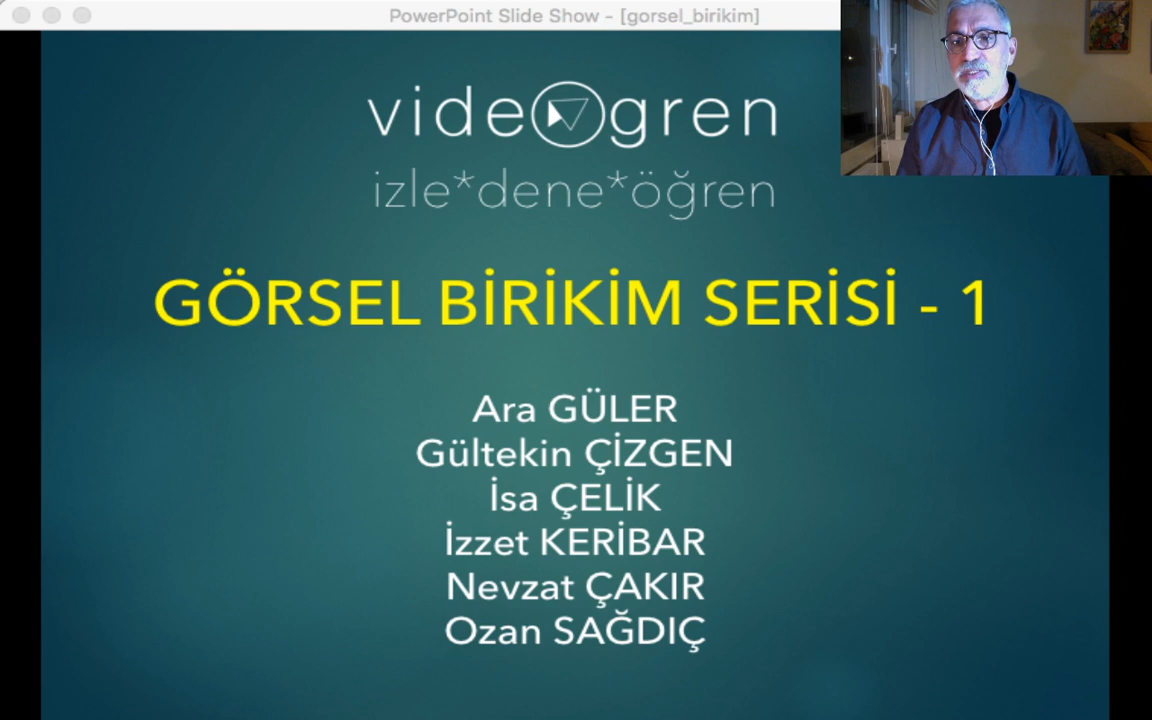 PowerPoint Slide Show - [gorsel_birikim]
videogren
izle*dene*öğren
GÖRSEL BİRİKİM SERİSİ - 1
Ara GÜLER
Gültekin ÇİZGEN
İsa ÇELİK
İzzet KERİBAR
Nevzat ÇAKIR
Ozan SAĞDIÇ